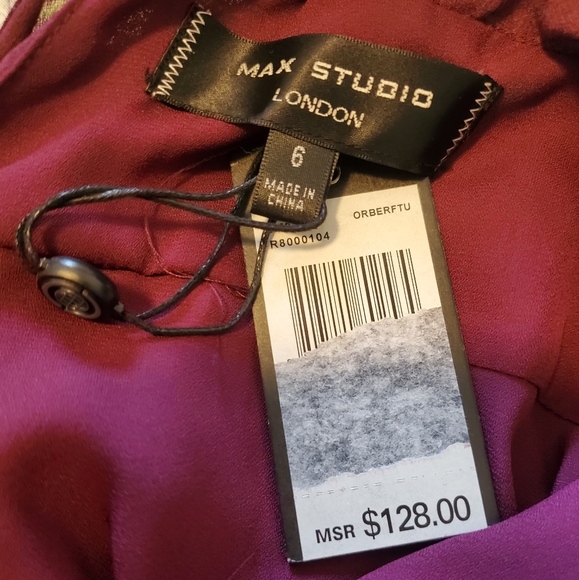 MAX STUDIO
LONDON
6
MADE IN
CHINA
ORBERFTU
R8000104
MSR $128.00